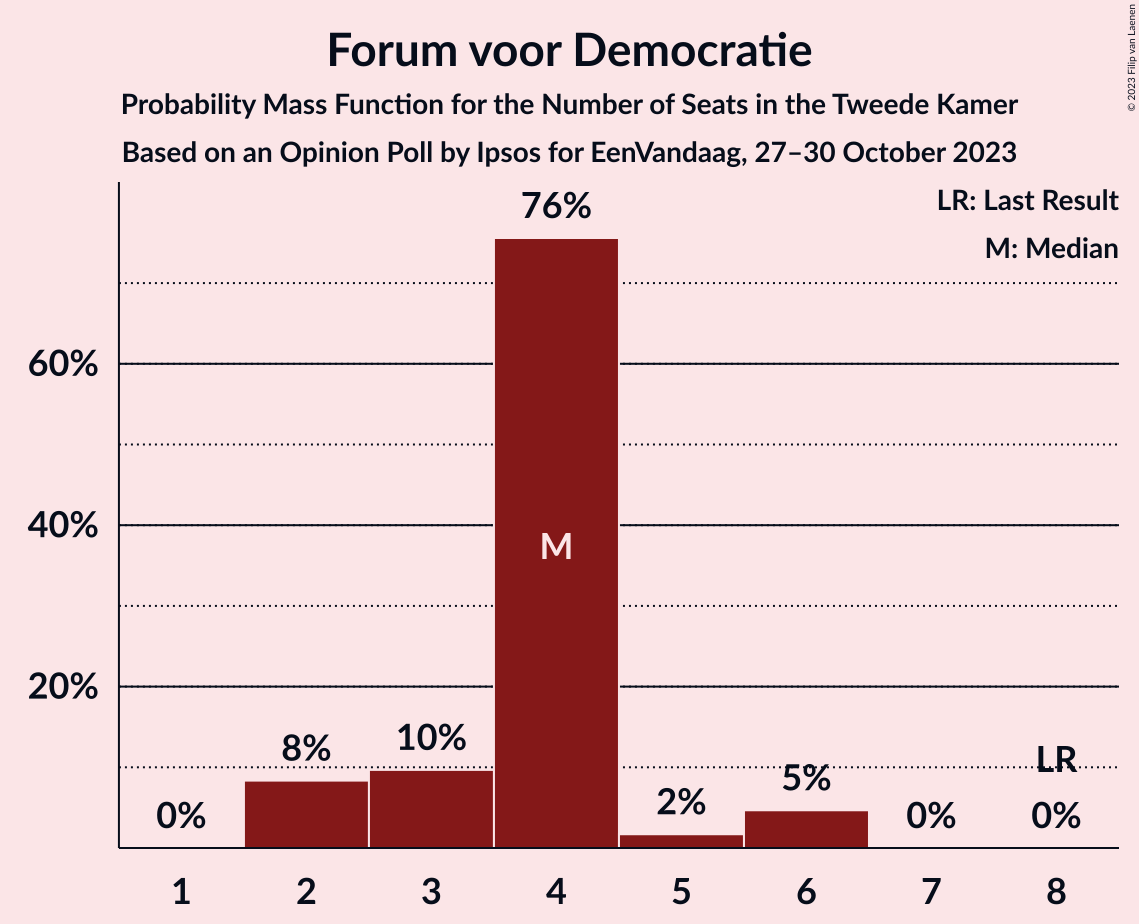 Forum voor Democratie
Probability Mass Function for the Number of Seats in the Tweede Kamer
Based on an Opinion Poll by Ipsos for EenVandaag, 27–30 October 2023
© 2023 Filip van Laenen
LR: Last Result
M: Median
76%
60%
40%
M
20%
10%
8%
LR
5%
2%
0%
0%
0%
1 2 3 4 5 6 7 8